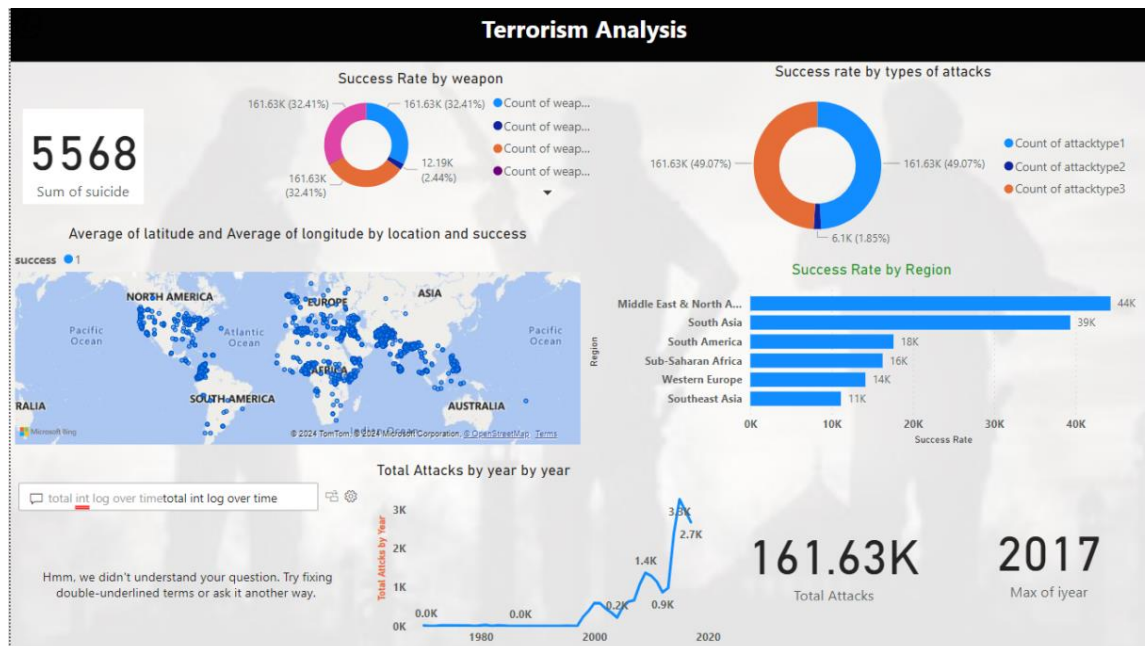 Terrorism Analysis
5568
Sum of suicide
Success Rate by weapon
161.63K (32.41%)
161.63K (32.41%)
12.19K
(2.44%)
161.63K
(32.41%)
Count of weap...
Count of weap...
Count of weap...
Count of weap...
Success rate by types of attacks
161.63K (49.07%)
161.63K (49.07%)
6.1K (1.85%)
Count of attacktype1
Count of attacktype2
Count of attacktype3
Average of latitude and Average of longitude by location and success
success 1
NORTH AMERICA
EUROPE
ASIA
Pacific
Ocean
Atlantic
Ocean
Pacific
Ocean
AFRICA
SOUTH AMERICA
RALIA
AUSTRALIA
Indian Ocean
Microsoft Bing
© 2024 TomTom, © 2024 Microsoft Corporation, © OpenStreetMap Terms
Success Rate by Region
Region
Middle East & North A...
44K
South Asia
39K
South America
18K
Sub-Saharan Africa
16K
Western Europe
14K
Southeast Asia
11K
0K 10K 20K 30K 40K
Success Rate
total int log over timetotal int log over time
Hmm, we didn't understand your question. Try fixing
double-underlined terms or ask it another way.
Total Attacks by year by year
Total Attcks by Year
3K
2K
1K
0K
0.0K
0.0K
0.2K
1.4K
0.9K
3.3K
2.7K
1980 2000 2020
161.63K
Total Attacks
2017
Max of iyear